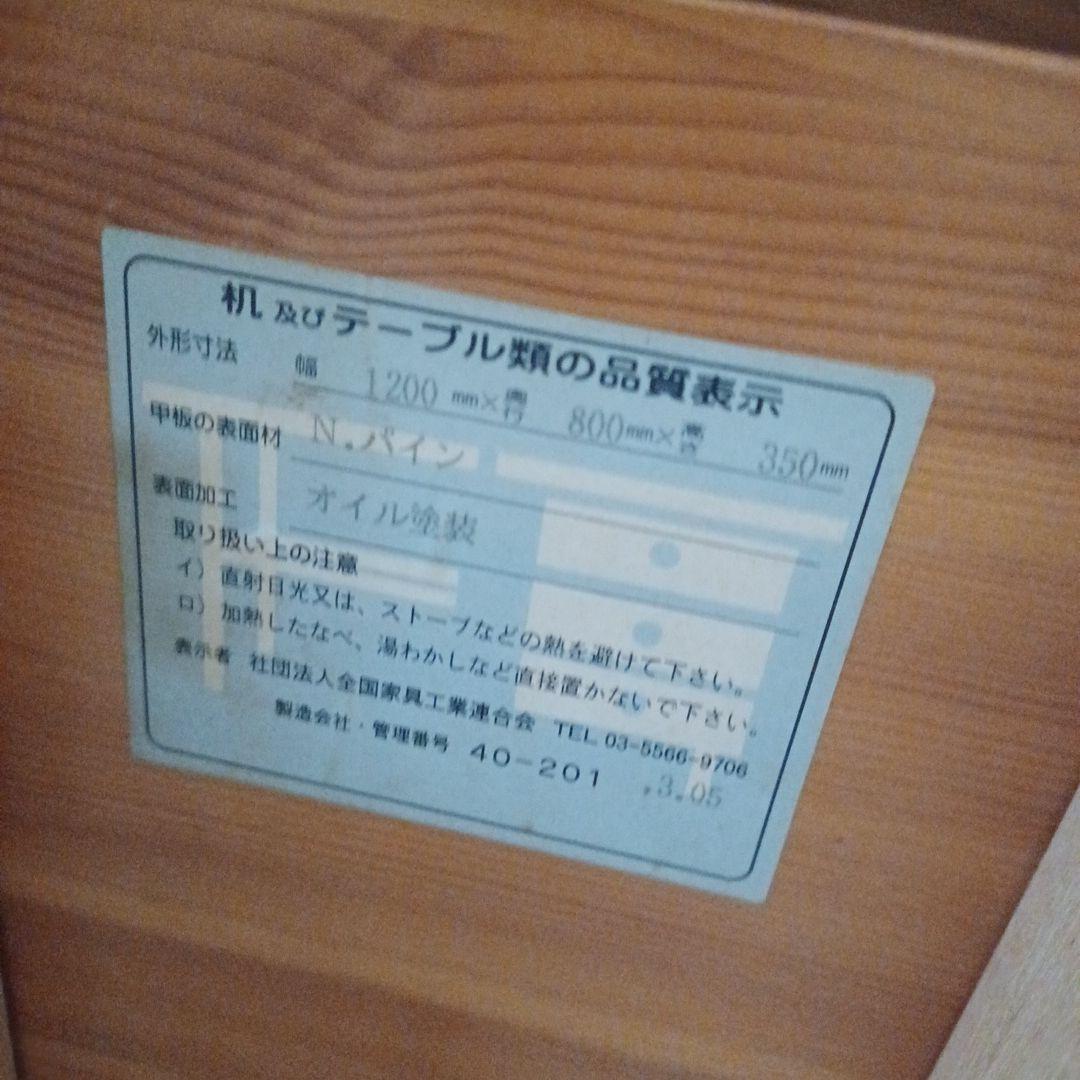 机及びテーブル類の品質表示
外形寸法 幅 1200mm×奥行 800mm×高さ 350mm
甲板の表面材 N.パイン
表面加工 オイル塗装
取り扱い上の注意
イ）直射日光又は、ストーブなどの熱を避けて下さい。
ロ）加熱したなべ、湯わかしなど直接置かないで下さい。
表示者 社団法人全国家具工業連合会 TEL 03-5566-9706
製造会社・管理番号 40-201 .3.05